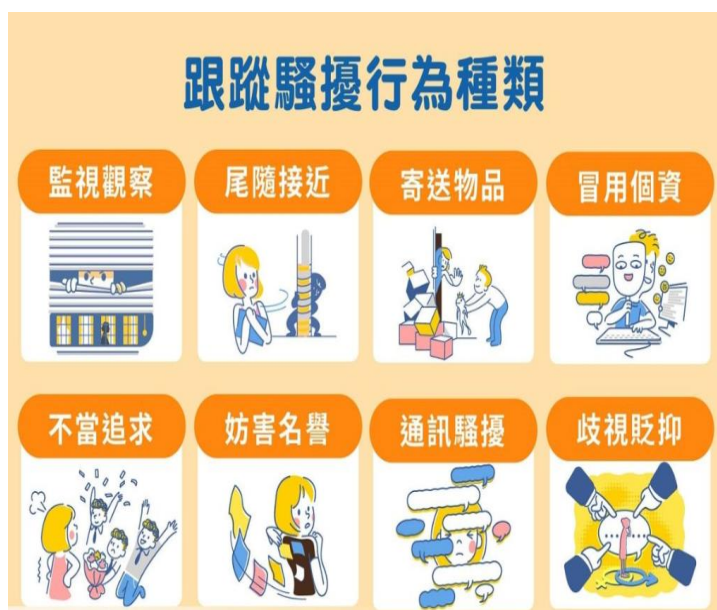 跟蹤騷擾行為種類
監視觀察
尾隨接近
寄送物品
冒用個資
不當追求
妨害名譽
通訊騷擾
歧視貶抑